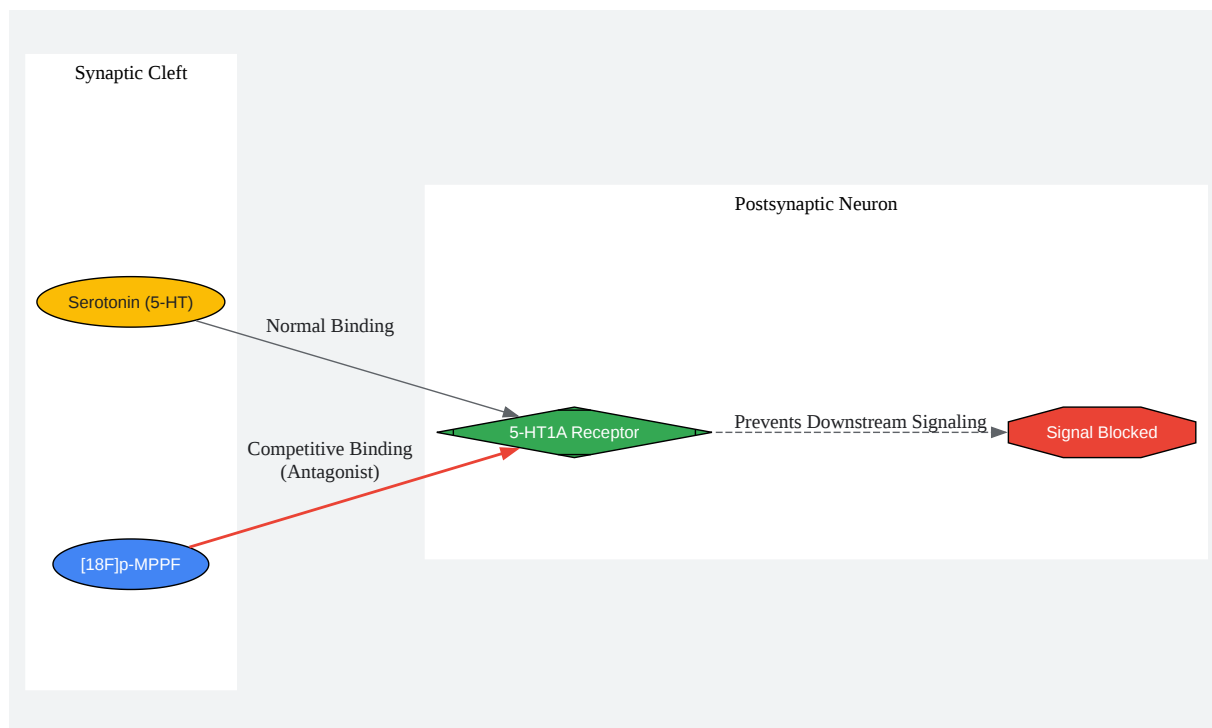 Synaptic Cleft
Postsynaptic Neuron
Serotonin (5-HT)
Normal Binding
Competitive Binding
(Antagonist)
5-HT1A Receptor
Prevents Downstream Signaling
Signal Blocked
[18F]p-MPPF